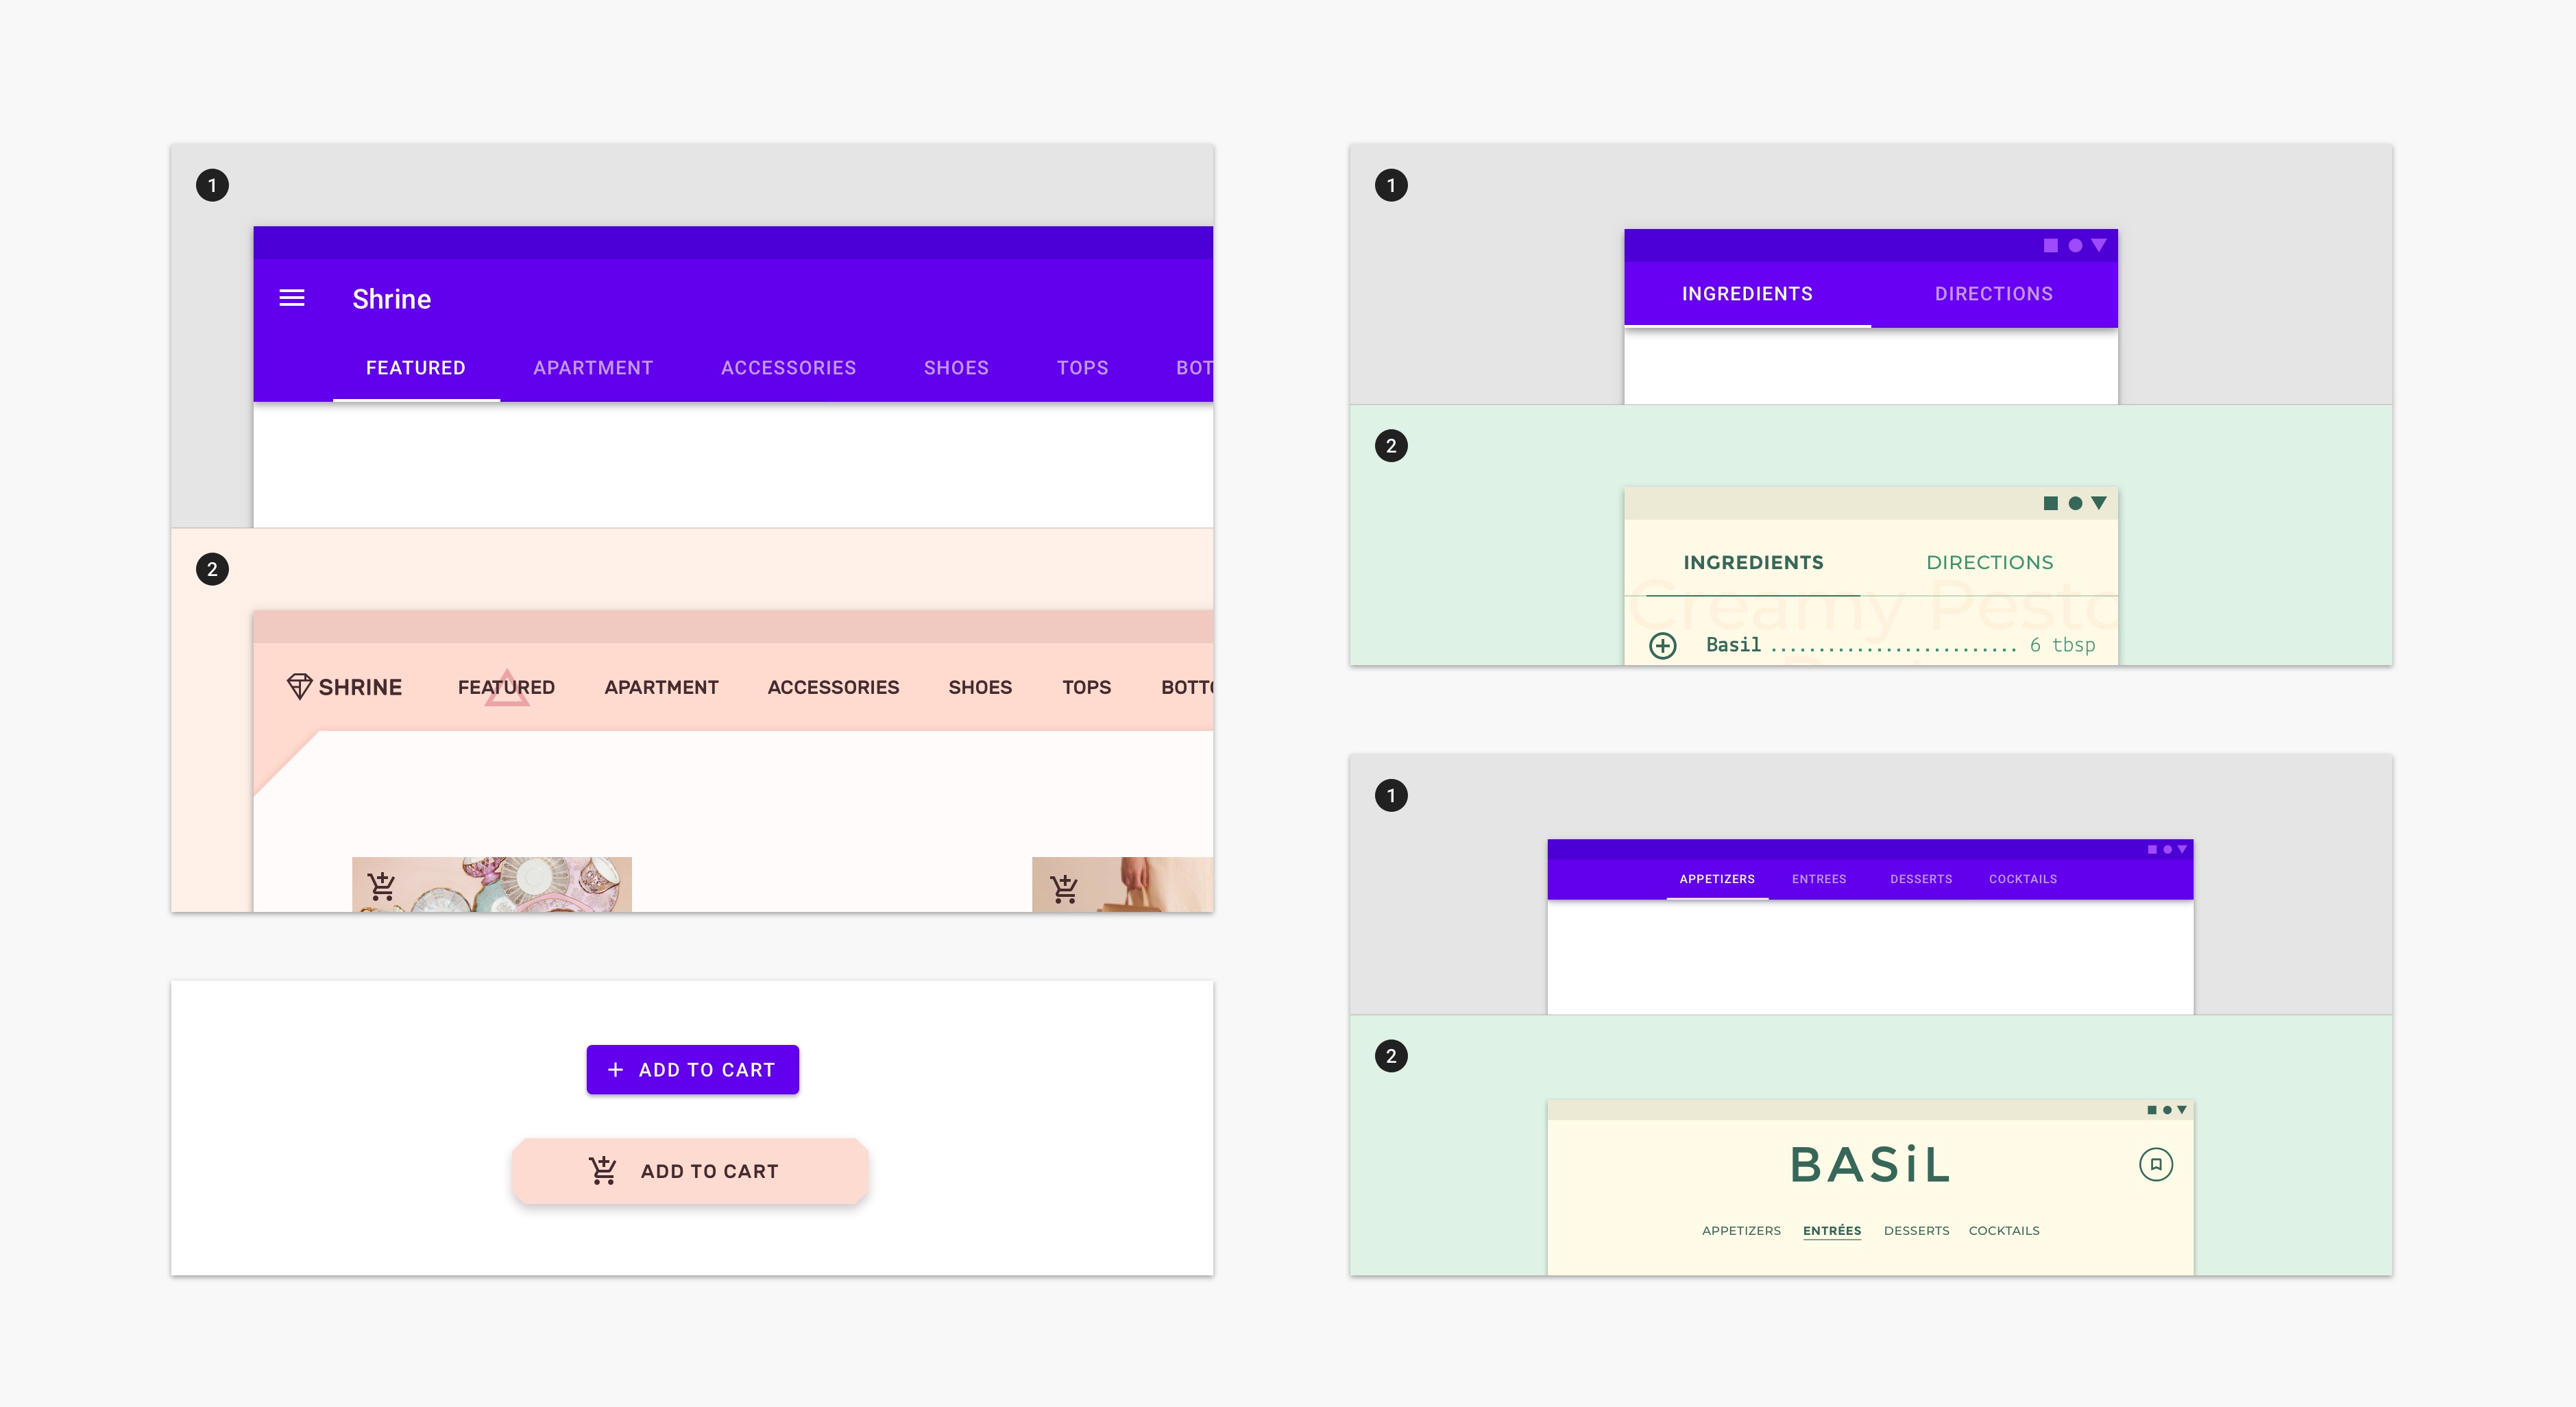 1
Shrine
FEATURED APARTMENT ACCESSORIES SHOES TOPS BOT
2
SHRINE FEATURED APARTMENT ACCESSORIES SHOES TOPS BOTTO
+ ADD TO CART
ADD TO CART
1
INGREDIENTS DIRECTIONS
2
INGREDIENTS DIRECTIONS
Creamy Pesto
Basil .......................... 6 tbsp
1
APPETIZERS ENTREES DESSERTS COCKTAILS
2
BASiL
APPETIZERS ENTRÉES DESSERTS COCKTAILS